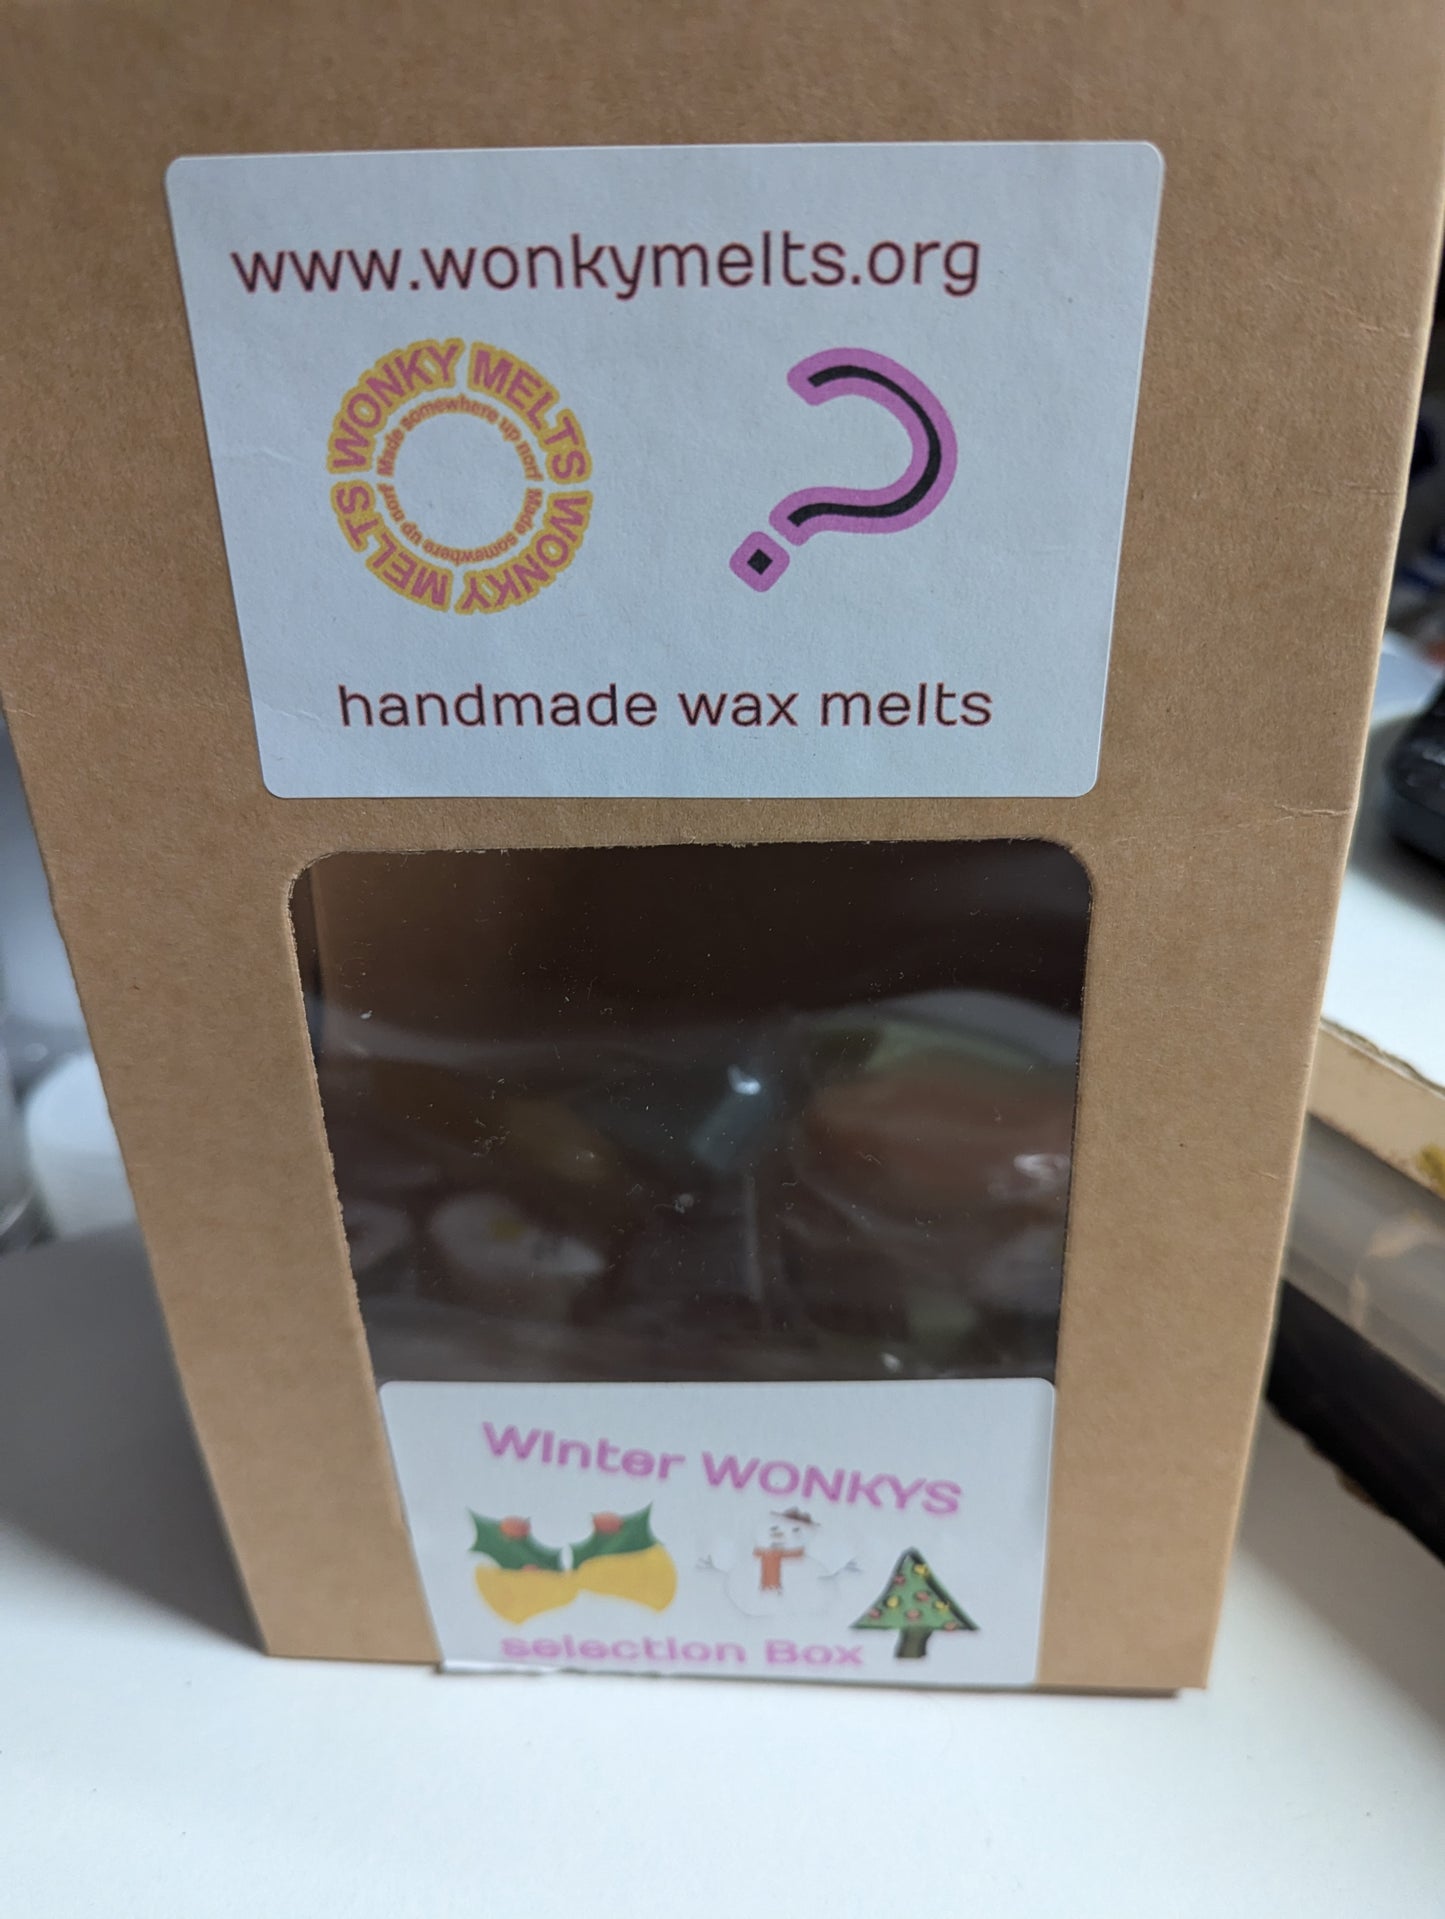 www.wonkymelts.org
WONKY MELTS WONKY MELTS
Made somewhere up norf Made somewhere up norf
?
handmade wax melts
WInter WONKYS
selection Box